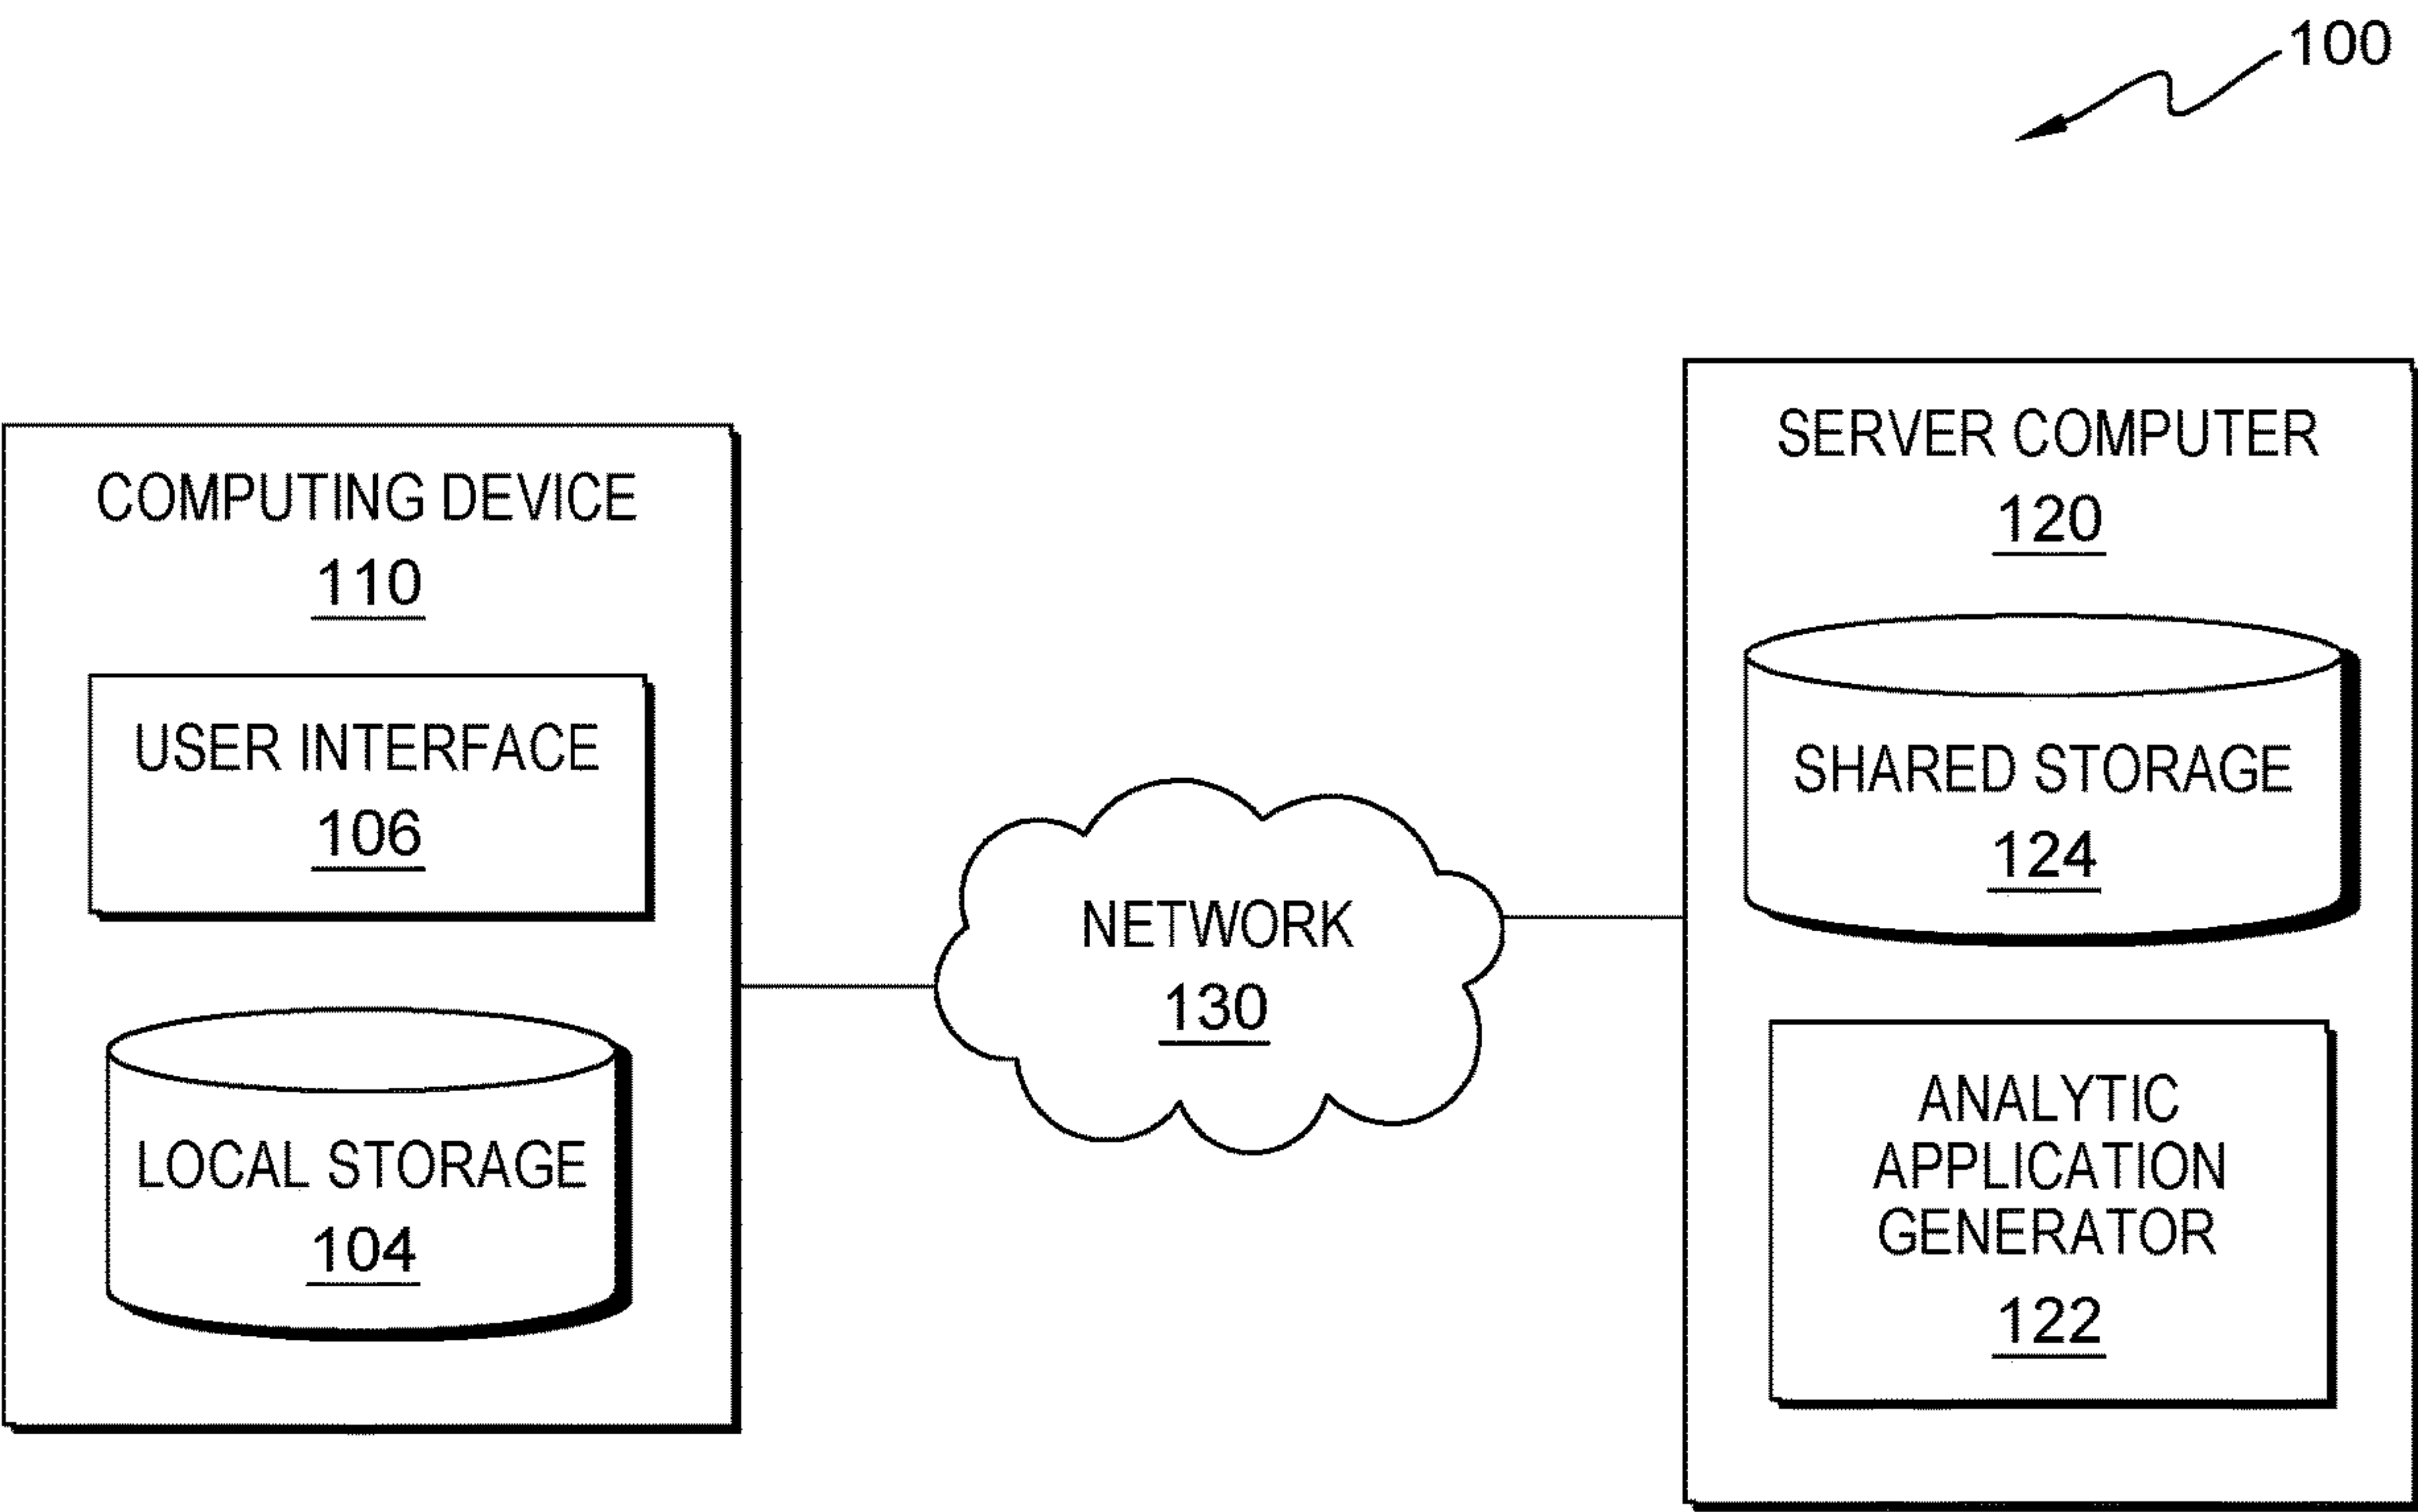 100
COMPUTING DEVICE
110
USER INTERFACE
106
LOCAL STORAGE
104
NETWORK
130
SERVER COMPUTER
120
SHARED STORAGE
124
ANALYTIC
APPLICATION
GENERATOR
122